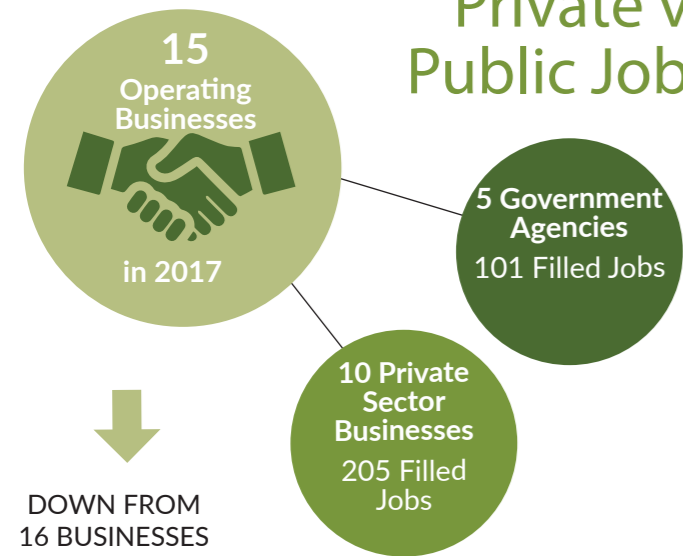 Private
Public Job
15
Operating
Businesses
in 2017
5 Government
Agencies
101 Filled Jobs
10 Private
Sector
Businesses
205 Filled
Jobs
DOWN FROM
16 BUSINESSES